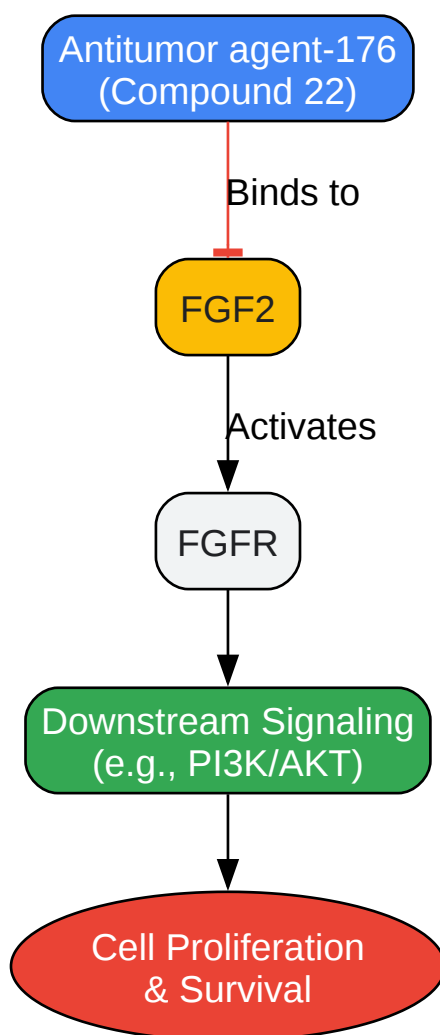 Antitumor agent-176
(Compound 22)
Binds to
FGF2
Activates
FGFR
Downstream Signaling
(e.g., PI3K/AKT)
Cell Proliferation
& Survival